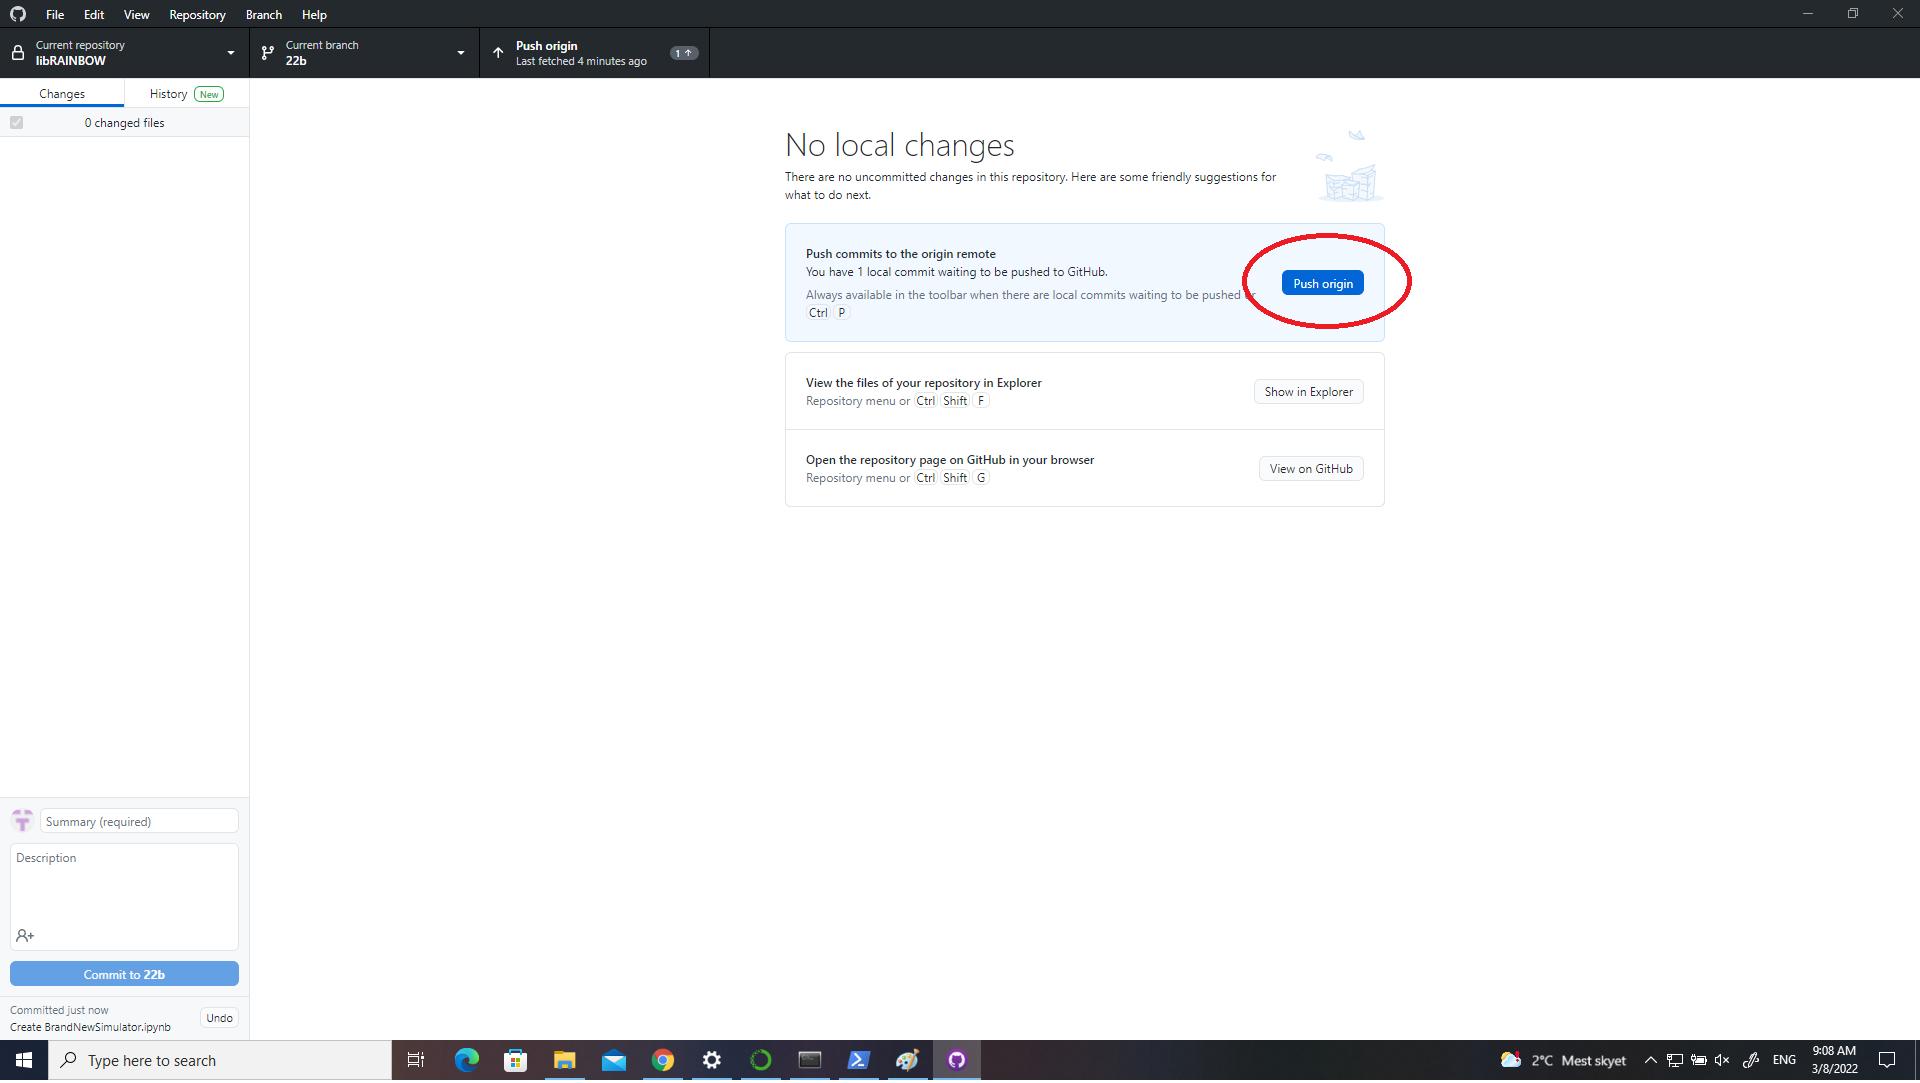 File Edit View Repository Branch Help
Current repository
libRAINBOW
Current branch
22b
Push origin
Last fetched 4 minutes ago
1
Changes
History New
0 changed files
No local changes
There are no uncommitted changes in this repository. Here are some friendly suggestions for
what to do next.
Push commits to the origin remote
You have 1 local commit waiting to be pushed to GitHub.
Always available in the toolbar when there are local commits waiting to be pushed
Ctrl P
Push origin
View the files of your repository in Explorer
Repository menu or Ctrl Shift F
Show in Explorer
Open the repository page on GitHub in your browser
Repository menu or Ctrl Shift G
View on GitHub
Summary (required)
Description
Commit to 22b
Committed just now
Create BrandNewSimulator.ipynb
Undo
Type here to search
2°C Mest skyet
ENG
9:08 AM
3/8/2022